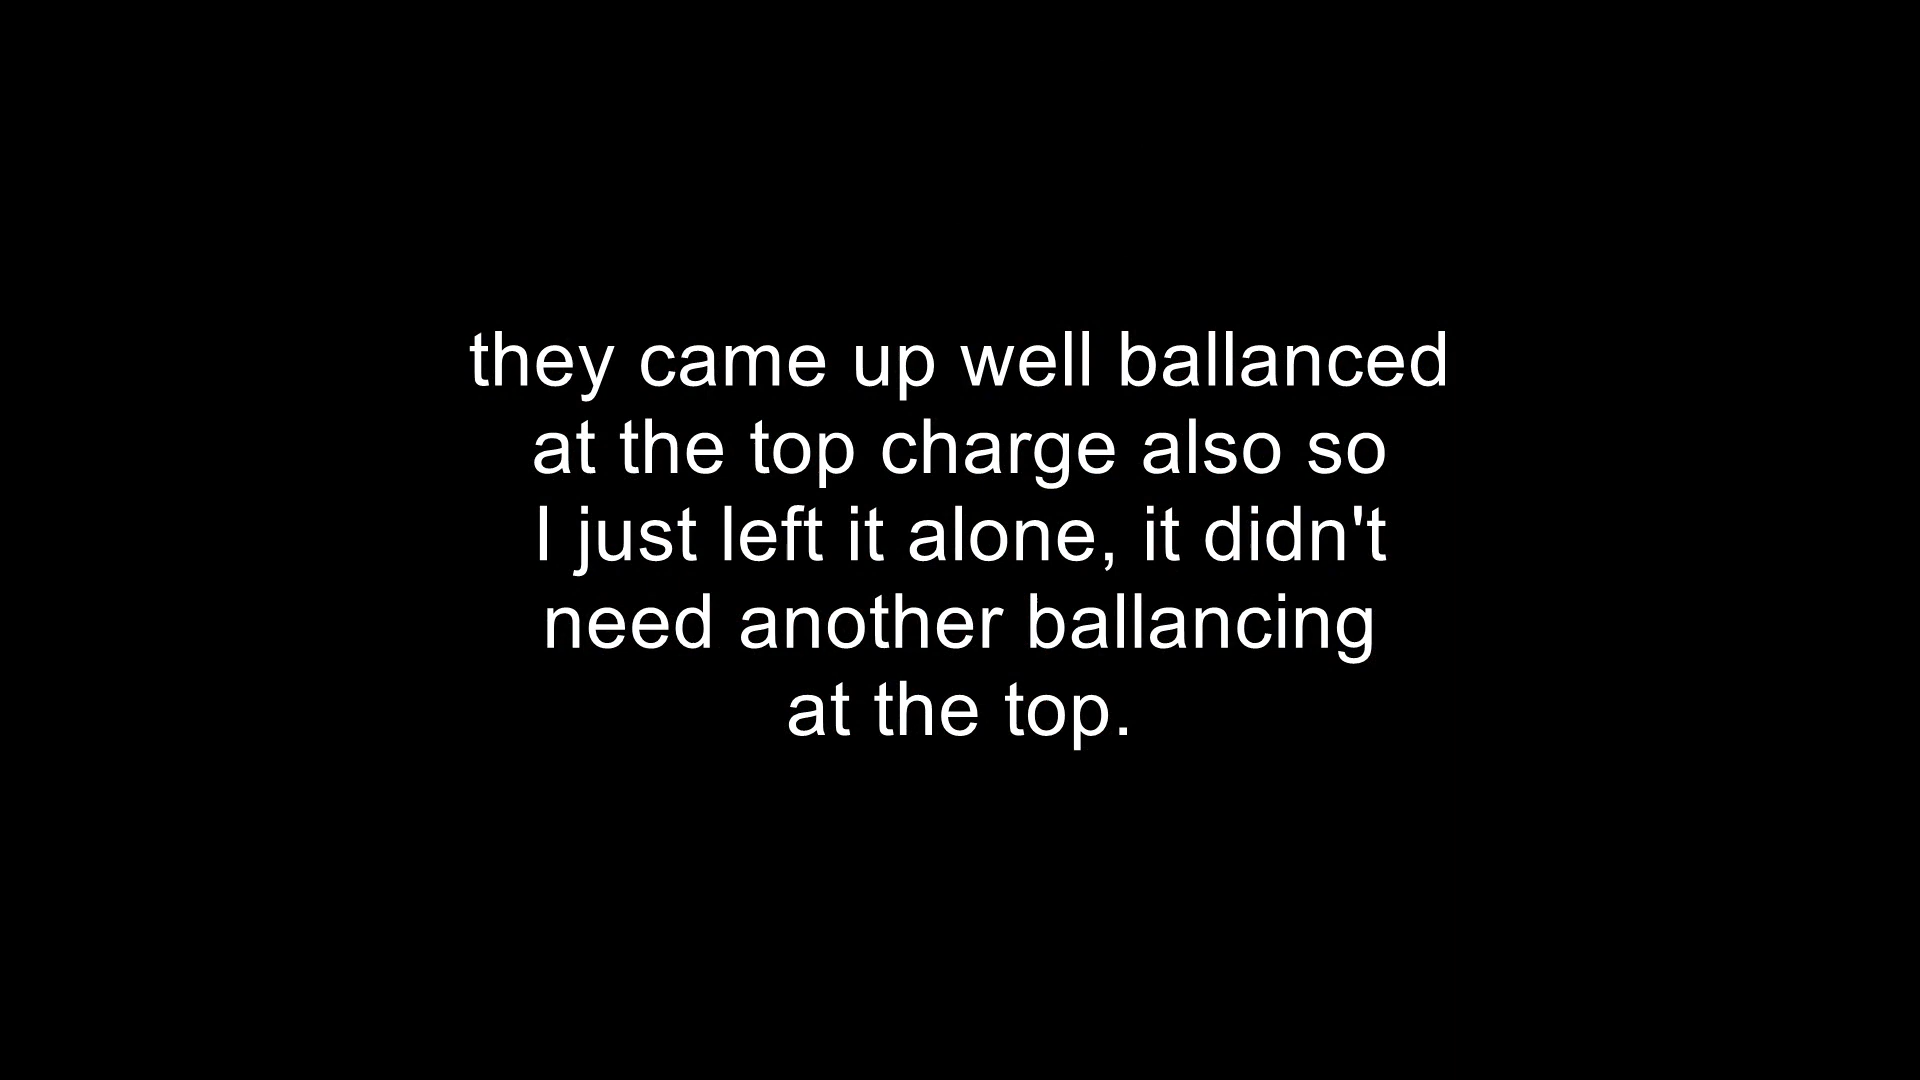 they came up well ballanced
at the top charge also so
I just left it alone, it didn't
need another ballancing
at the top.